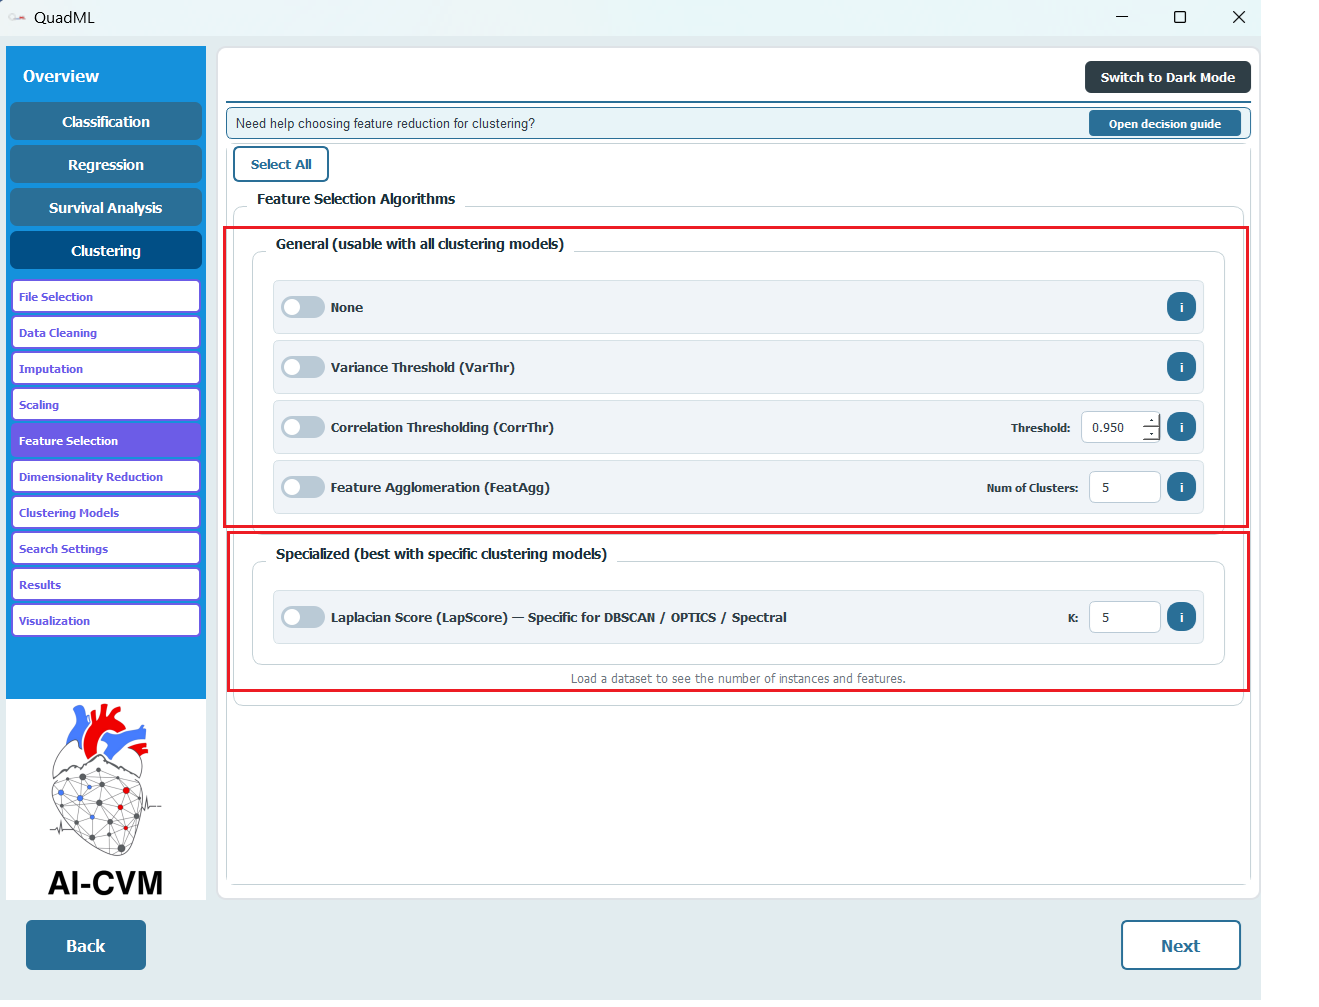 QuadML
Overview
Classification
Regression
Survival Analysis
Clustering
File Selection
Data Cleaning
Imputation
Scaling
Feature Selection
Dimensionality Reduction
Clustering Models
Search Settings
Results
Visualization
AI-CVM
Switch to Dark Mode
Need help choosing feature reduction for clustering?
Open decision guide
Select All
Feature Selection Algorithms
General (usable with all clustering models)
None
i
Variance Threshold (VarThr)
i
Correlation Thresholding (CorrThr)
Threshold: 0.950
i
Feature Agglomeration (FeatAgg)
Num of Clusters: 5
i
Specialized (best with specific clustering models)
Laplacian Score (LapScore) — Specific for DBSCAN / OPTICS / Spectral
K: 5
i
Load a dataset to see the number of instances and features.
Back
Next